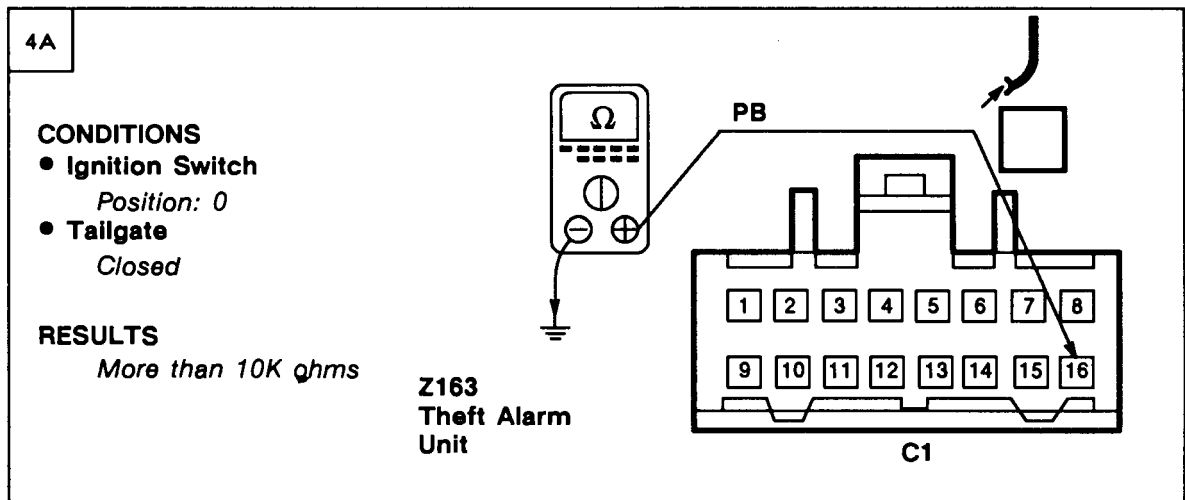 4A
CONDITIONS
● Ignition Switch
Position: 0
● Tailgate
Closed
RESULTS
More than 10K ohms
Ω
PB
1 2 3 4 5 6 7 8
9 10 11 12 13 14 15 16
Z163
Theft Alarm
Unit
C1